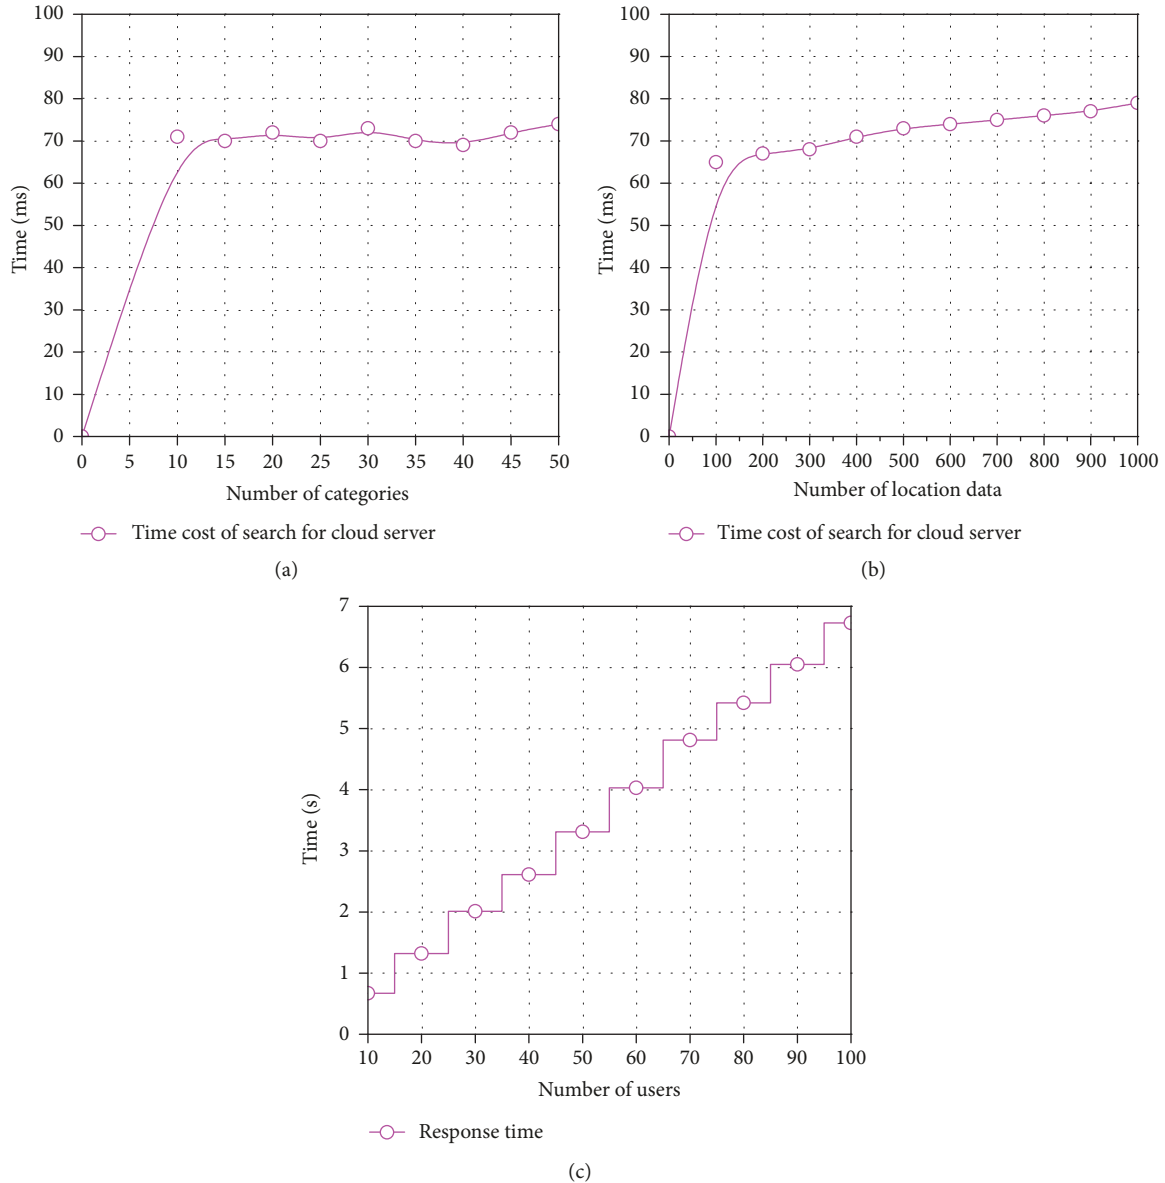 100
90
80
70
60
50
40
30
20
10
0
Time (ms)
0 5 10 15 20 25 30 35 40 45 50
Number of categories
Time cost of search for cloud server
(a)
100
90
80
70
60
50
40
30
20
10
0
Time (ms)
0 100 200 300 400 500 600 700 800 900 1000
Number of location data
Time cost of search for cloud server
(b)
7
6
5
4
3
2
1
0
Time (s)
10 20 30 40 50 60 70 80 90 100
Number of users
Response time
(c)